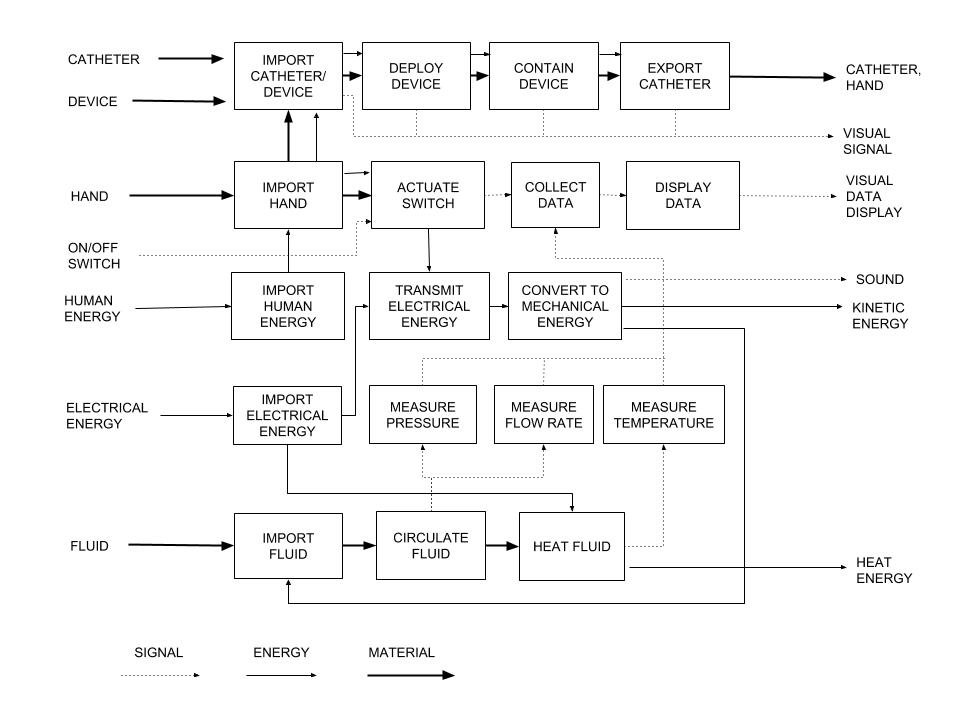 CATHETER
DEVICE
IMPORT
CATHETER/
DEVICE
DEPLOY
DEVICE
CONTAIN
DEVICE
EXPORT
CATHETER
CATHETER,
HAND
VISUAL
SIGNAL
HAND
IMPORT
HAND
ACTUATE
SWITCH
COLLECT
DATA
DISPLAY
DATA
VISUAL
DATA
DISPLAY
ON/OFF
SWITCH
HUMAN
ENERGY
IMPORT
HUMAN
ENERGY
TRANSMIT
ELECTRICAL
ENERGY
CONVERT TO
MECHANICAL
ENERGY
SOUND
KINETIC
ENERGY
ELECTRICAL
ENERGY
IMPORT
ELECTRICAL
ENERGY
MEASURE
PRESSURE
MEASURE
FLOW RATE
MEASURE
TEMPERATURE
FLUID
IMPORT
FLUID
CIRCULATE
FLUID
HEAT FLUID
HEAT
ENERGY
SIGNAL
ENERGY
MATERIAL